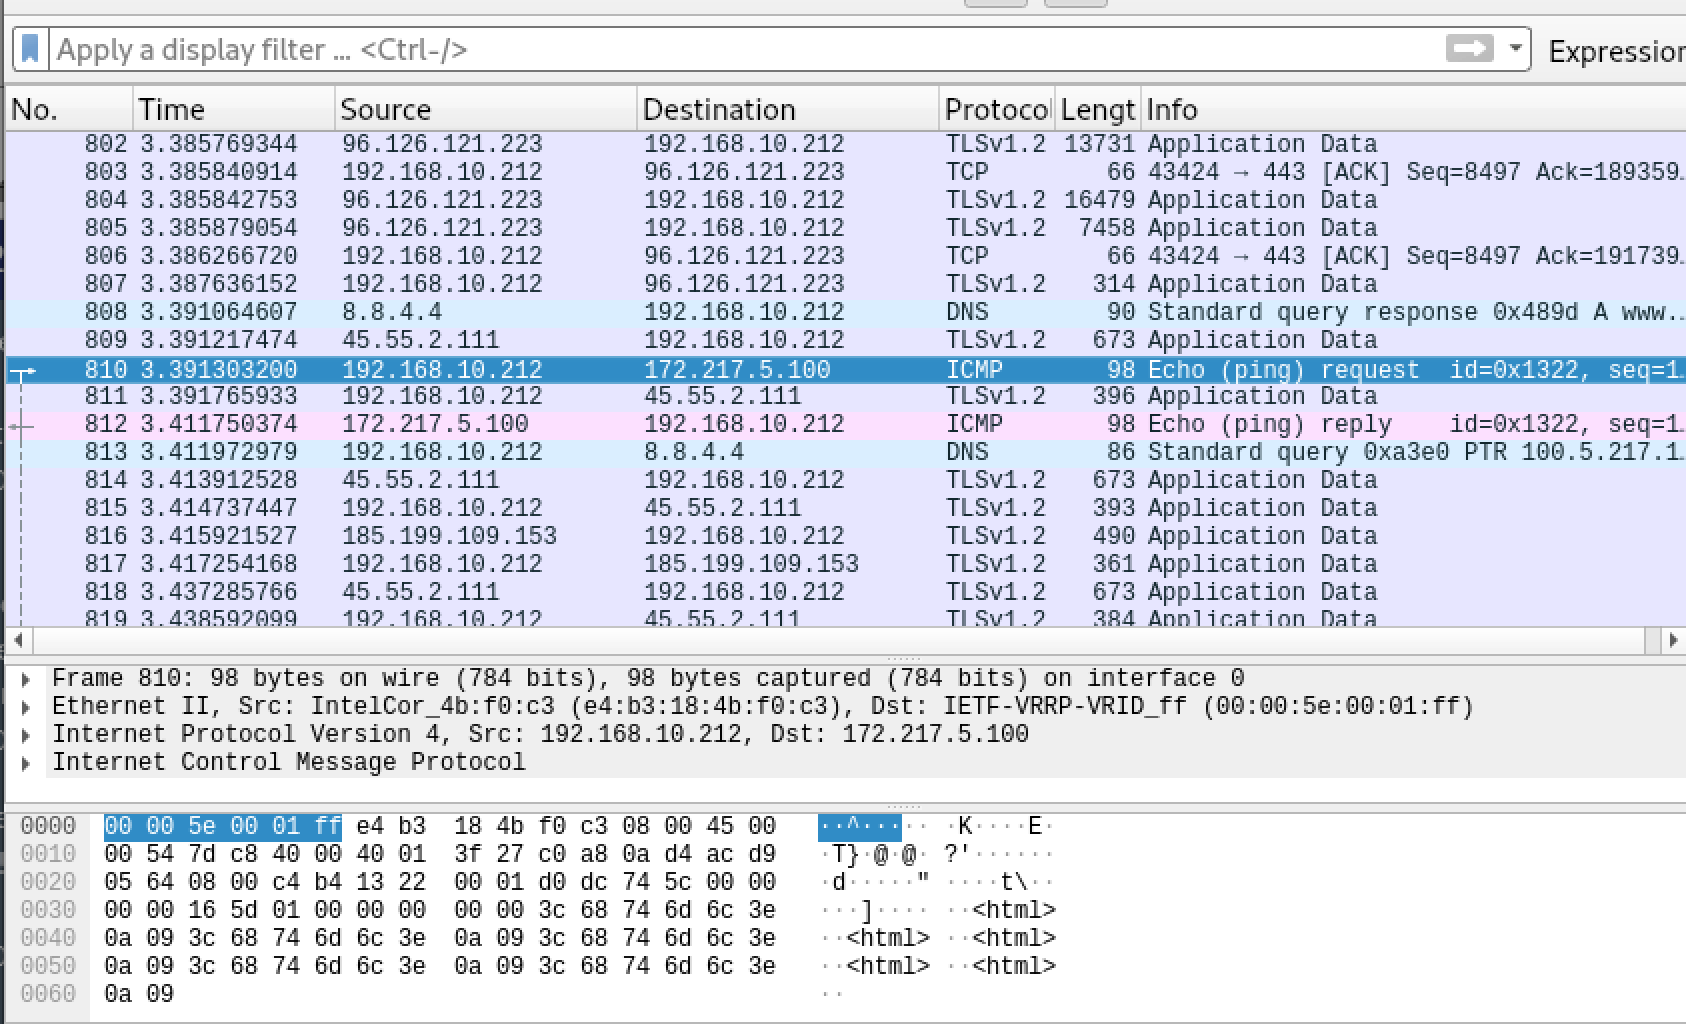 Apply a display filter ... <Ctrl-/>
Expression
No. Time Source Destination Protocol Lengt Info
802 3.385769344 96.126.121.223 192.168.10.212 TLSv1.2 13731 Application Data
803 3.385840914 192.168.10.212 96.126.121.223 TCP 66 43424 → 443 [ACK] Seq=8497 Ack=189359…
804 3.385842753 96.126.121.223 192.168.10.212 TLSv1.2 16479 Application Data
805 3.385879054 96.126.121.223 192.168.10.212 TLSv1.2 7458 Application Data
806 3.386266720 192.168.10.212 96.126.121.223 TCP 66 43424 → 443 [ACK] Seq=8497 Ack=191739…
807 3.387636152 192.168.10.212 96.126.121.223 TLSv1.2 314 Application Data
808 3.391064607 8.8.4.4 192.168.10.212 DNS 90 Standard query response 0x489d A www.…
809 3.391217474 45.55.2.111 192.168.10.212 TLSv1.2 673 Application Data
810 3.391303200 192.168.10.212 172.217.5.100 ICMP 98 Echo (ping) request id=0x1322, seq=1…
811 3.391765933 192.168.10.212 45.55.2.111 TLSv1.2 396 Application Data
812 3.411750374 172.217.5.100 192.168.10.212 ICMP 98 Echo (ping) reply id=0x1322, seq=1…
813 3.411972979 192.168.10.212 8.8.4.4 DNS 86 Standard query 0xa3e0 PTR 100.5.217.1…
814 3.413912528 45.55.2.111 192.168.10.212 TLSv1.2 673 Application Data
815 3.414737447 192.168.10.212 45.55.2.111 TLSv1.2 393 Application Data
816 3.415921527 185.199.109.153 192.168.10.212 TLSv1.2 490 Application Data
817 3.417254168 192.168.10.212 185.199.109.153 TLSv1.2 361 Application Data
818 3.437285766 45.55.2.111 192.168.10.212 TLSv1.2 673 Application Data
819 3.438592099 192.168.10.212 45.55.2.111 TLSv1.2 384 Application Data
Frame 810: 98 bytes on wire (784 bits), 98 bytes captured (784 bits) on interface 0
Ethernet II, Src: IntelCor_4b:f0:c3 (e4:b3:18:4b:f0:c3), Dst: IETF-VRRP-VRID_ff (00:00:5e:00:01:ff)
Internet Protocol Version 4, Src: 192.168.10.212, Dst: 172.217.5.100
Internet Control Message Protocol
0000 00 00 5e 00 01 ff e4 b3 18 4b f0 c3 08 00 45 00 ··^····· ·K····E·
0010 00 54 7d c8 40 00 40 01 3f 27 c0 a8 0a d4 ac d9 ·T}·@·@· ?'······
0020 05 64 08 00 c4 b4 13 22 00 01 d0 dc 74 5c 00 00 ·d·····" ····t\··
0030 00 00 16 5d 01 00 00 00 00 00 3c 68 74 6d 6c 3e ···]···· ··<html>
0040 0a 09 3c 68 74 6d 6c 3e 0a 09 3c 68 74 6d 6c 3e ··<html> ··<html>
0050 0a 09 3c 68 74 6d 6c 3e 0a 09 3c 68 74 6d 6c 3e ··<html> ··<html>
0060 0a 09 ··